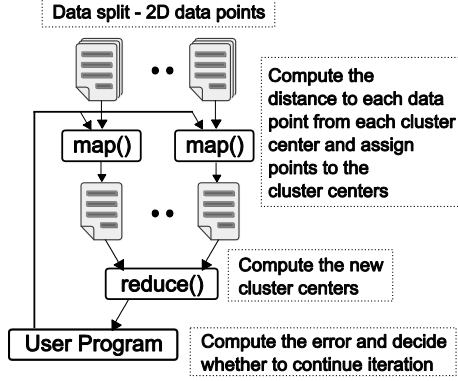 Data split - 2D data points
Compute the
distance to each data
point from each cluster
center and assign
points to the
cluster centers
map()
map()
Compute the new
cluster centers
reduce()
User Program
Compute the error and decide
whether to continue iteration